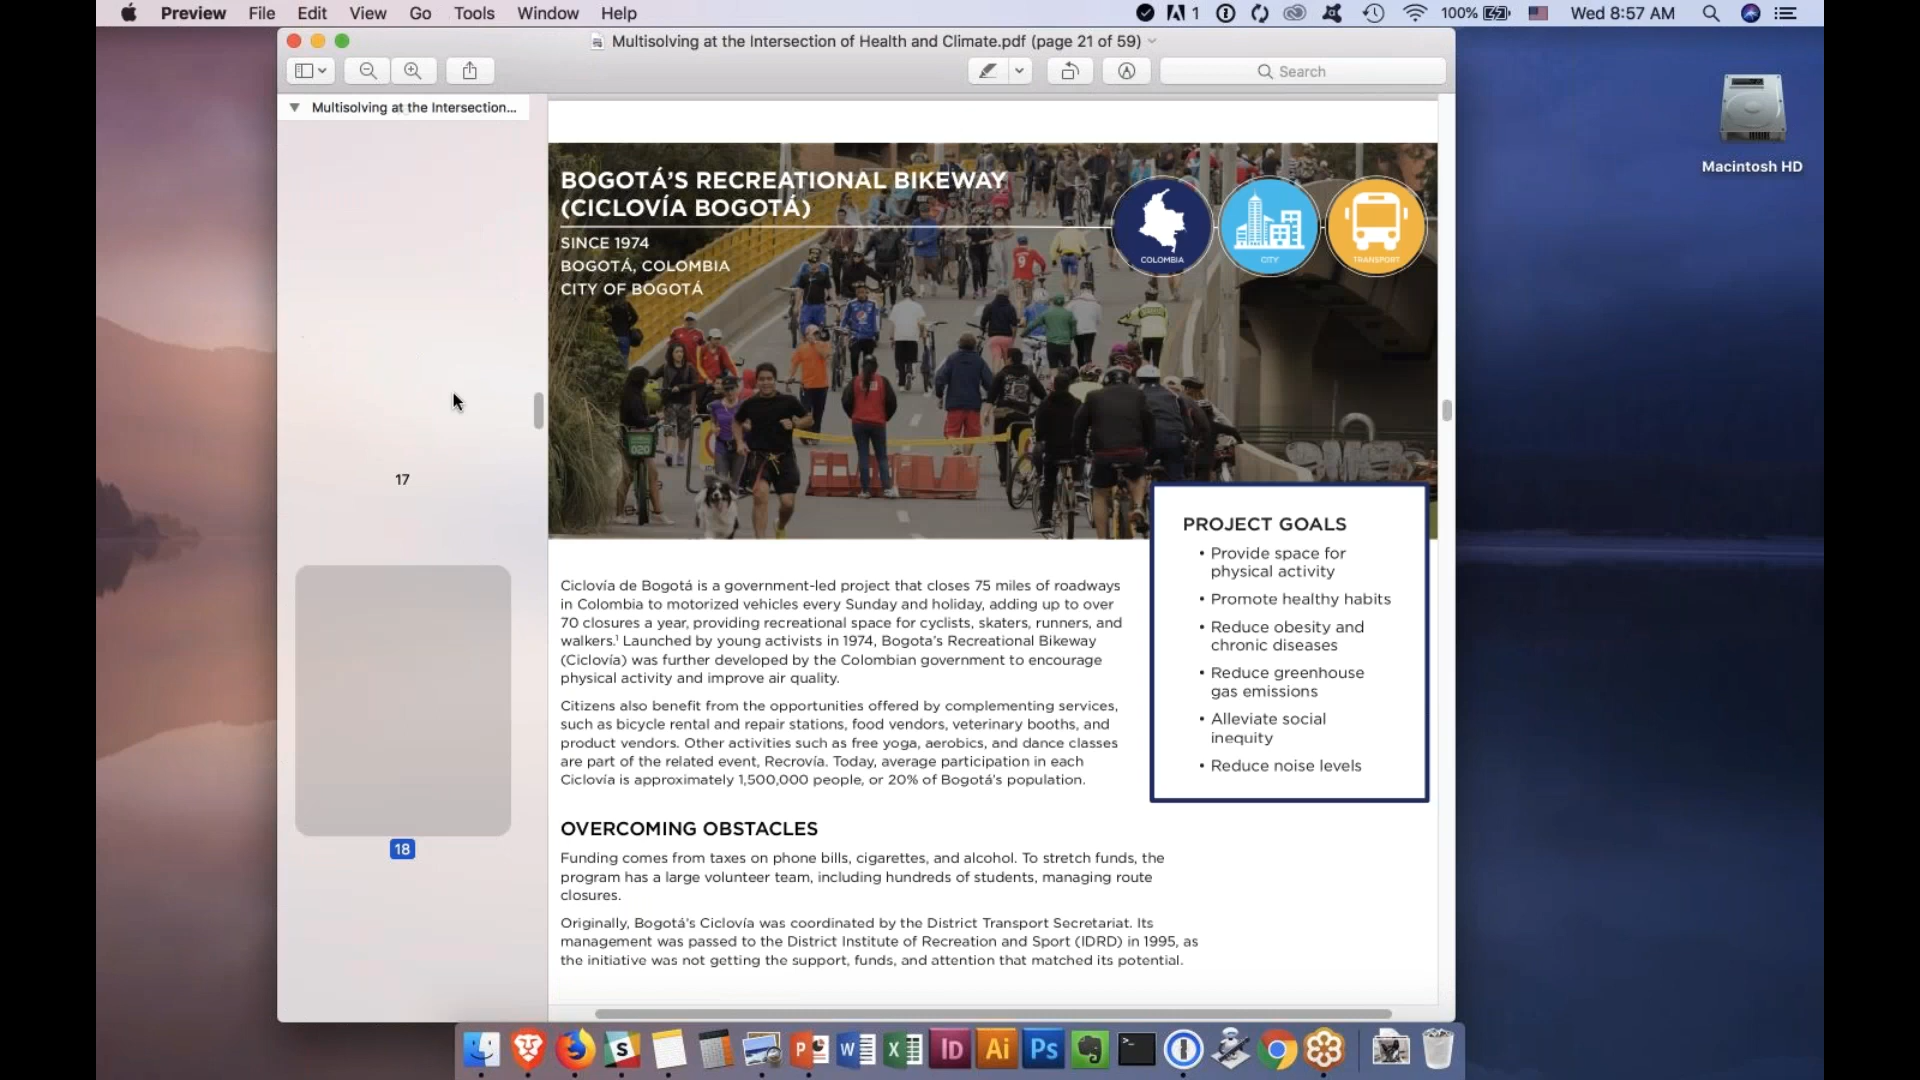 Preview File Edit View Go Tools Window Help
1 100% Wed 8:57 AM
Multisolving at the Intersection of Health and Climate.pdf (page 21 of 59)
Search
Multisolving at the Intersection...
Macintosh HD
17
18
BOGOTÁ'S RECREATIONAL BIKEWAY
(CICLOVÍA BOGOTÁ)
SINCE 1974
BOGOTÁ, COLOMBIA
CITY OF BOGOTÁ
COLOMBIA
CITY
TRANSPORT
9
020
PROJECT GOALS
• Provide space for
physical activity
• Promote healthy habits
• Reduce obesity and
chronic diseases
• Reduce greenhouse
gas emissions
• Alleviate social
inequity
• Reduce noise levels
Ciclovía de Bogotá is a government-led project that closes 75 miles of roadways
in Colombia to motorized vehicles every Sunday and holiday, adding up to over
70 closures a year, providing recreational space for cyclists, skaters, runners, and
walkers.¹ Launched by young activists in 1974, Bogota's Recreational Bikeway
(Ciclovía) was further developed by the Colombian government to encourage
physical activity and improve air quality.
Citizens also benefit from the opportunities offered by complementing services,
such as bicycle rental and repair stations, food vendors, veterinary booths, and
product vendors. Other activities such as free yoga, aerobics, and dance classes
are part of the related event, Recrovía. Today, average participation in each
Ciclovía is approximately 1,500,000 people, or 20% of Bogotá's population.
OVERCOMING OBSTACLES
Funding comes from taxes on phone bills, cigarettes, and alcohol. To stretch funds, the
program has a large volunteer team, including hundreds of students, managing route
closures.
Originally, Bogotá's Ciclovía was coordinated by the District Transport Secretariat. Its
management was passed to the District Institute of Recreation and Sport (IDRD) in 1995, as
the initiative was not getting the support, funds, and attention that matched its potential.
S P W X Id Ai Ps